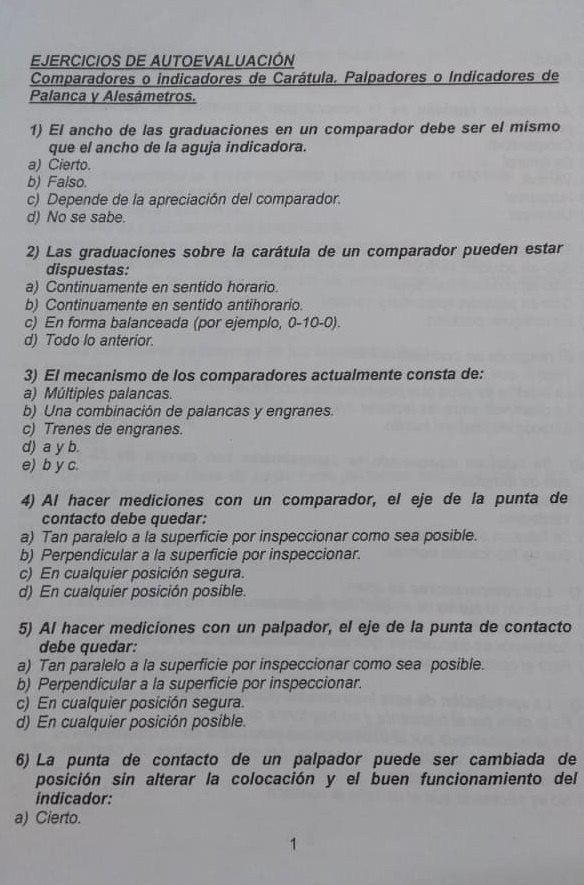 EJERCICIOS DE AUTOEVALUACIÓN
Comparadores o indicadores de Carátula. Palpadores o Indicadores de
Palanca y Alesámetros.
1) El ancho de las graduaciones en un comparador debe ser el mismo
que el ancho de la aguja indicadora.
a) Cierto.
b) Falso.
c) Depende de la apreciación del comparador.
d) No se sabe.
2) Las graduaciones sobre la carátula de un comparador pueden estar
dispuestas:
a) Continuamente en sentido horario.
b) Continuamente en sentido antihorario.
c) En forma balanceada (por ejemplo, 0-10-0).
d) Todo lo anterior.
3) El mecanismo de los comparadores actualmente consta de:
a) Múltiples palancas.
b) Una combinación de palancas y engranes.
c) Trenes de engranes.
d) a y b.
e) b y c.
4) Al hacer mediciones con un comparador, el eje de la punta de
contacto debe quedar:
a) Tan paralelo a la superficie por inspeccionar como sea posible.
b) Perpendicular a la superficie por inspeccionar.
c) En cualquier posición segura.
d) En cualquier posición posible.
5) Al hacer mediciones con un palpador, el eje de la punta de contacto
debe quedar:
a) Tan paralelo a la superficie por inspeccionar como sea posible.
b) Perpendicular a la superficie por inspeccionar.
c) En cualquier posición segura.
d) En cualquier posición posible.
6) La punta de contacto de un palpador puede ser cambiada de
posición sin alterar la colocación y el buen funcionamiento del
indicador:
a) Cierto.
1